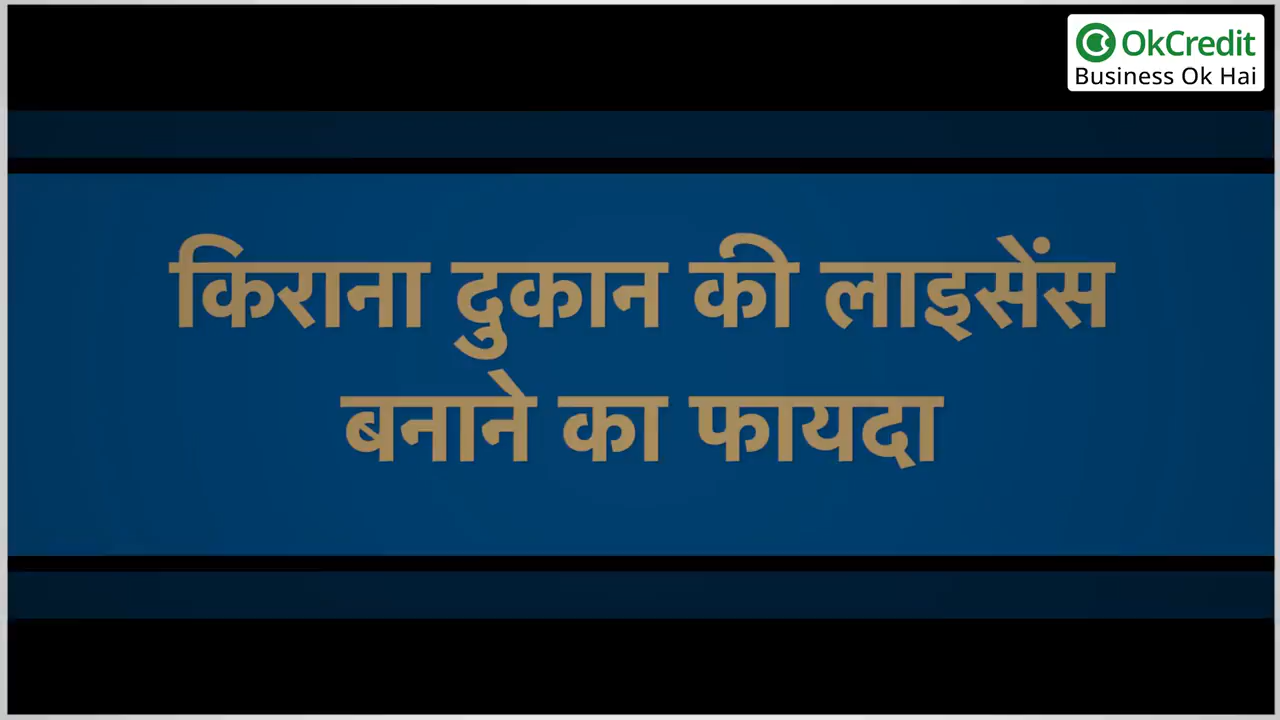 OkCredit
Business Ok Hai
किराना दुकान की लाइसेंस
बनाने का फायदा